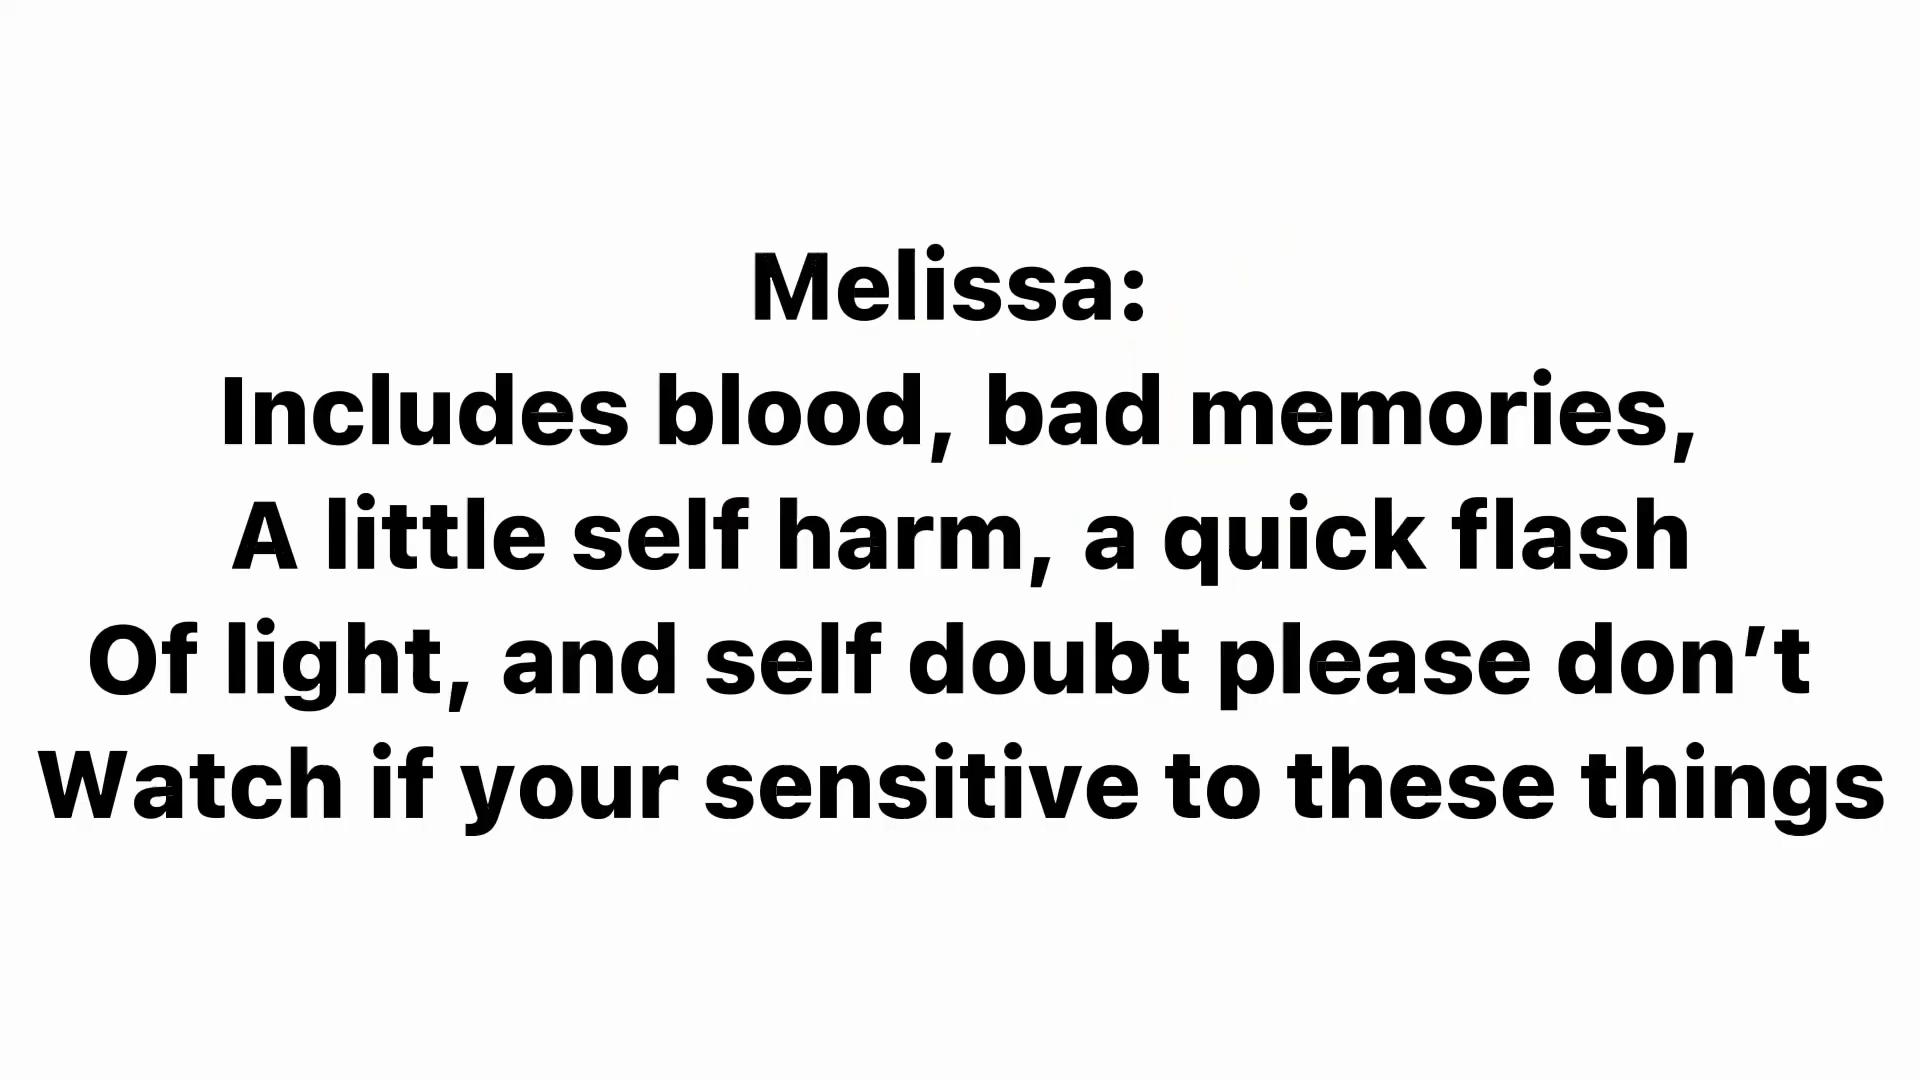 Melissa:
Includes blood, bad memories,
A little self harm, a quick flash
Of light, and self doubt please don’t
Watch if your sensitive to these things